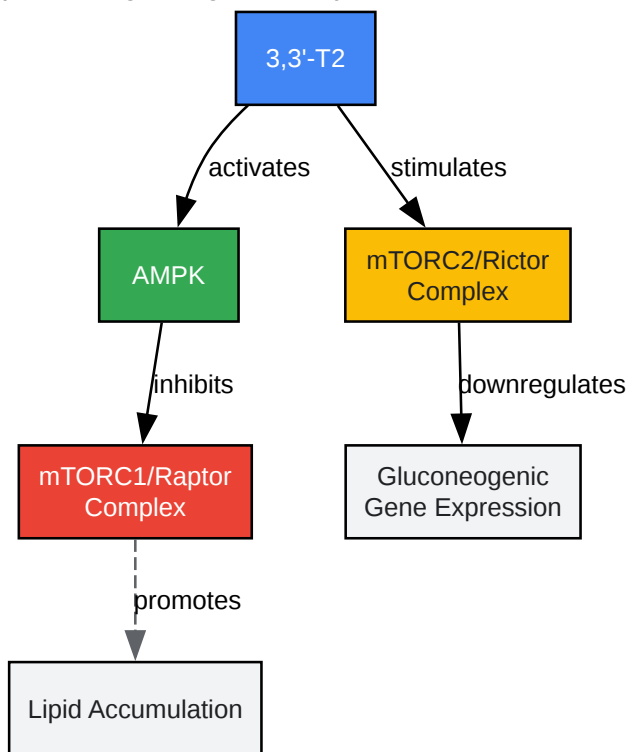 3,3'-T2
activates
stimulates
AMPK
mTORC2/Rictor
Complex
inhibits
downregulates
mTORC1/Raptor
Complex
Gluconeogenic
Gene Expression
promotes
Lipid Accumulation